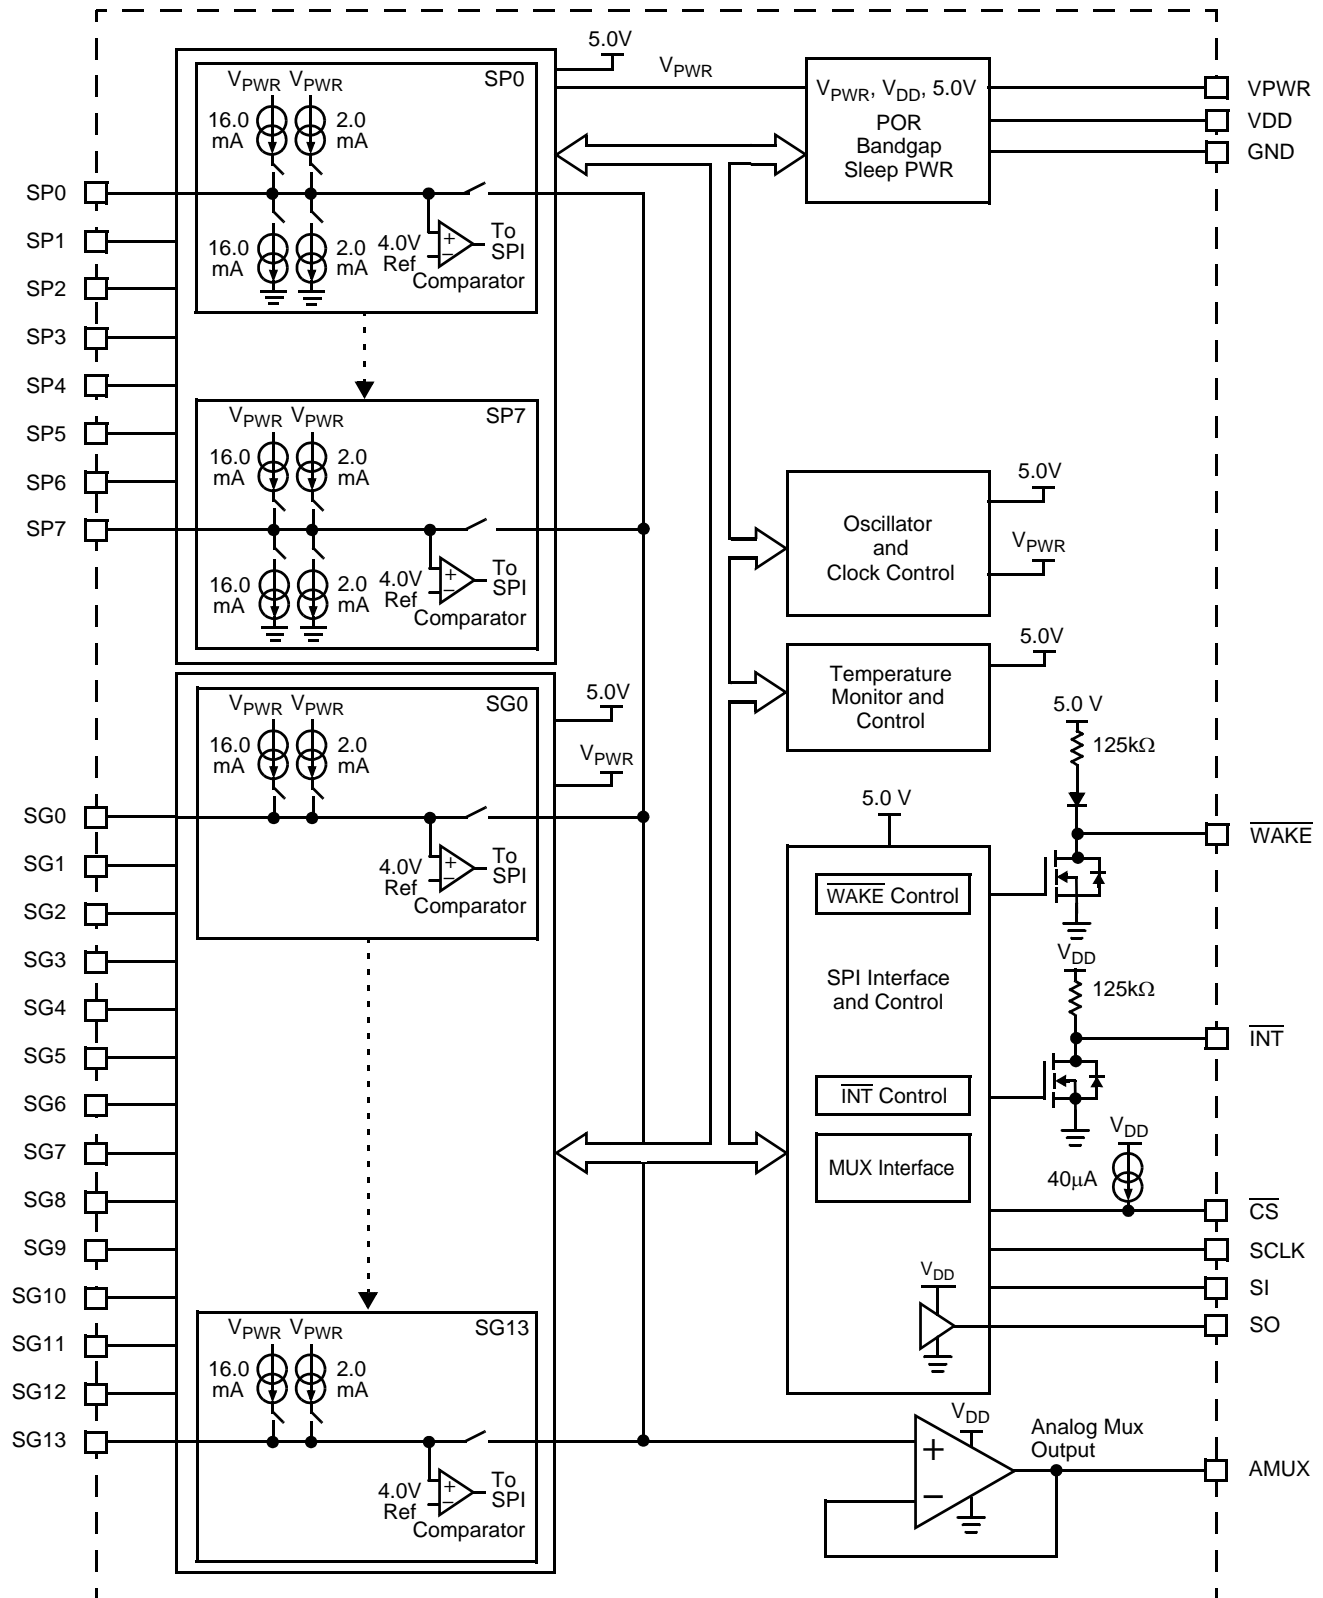 SP0
SP1
SP2
SP3
SP4
SP5
SP6
SP7
SG0
SG1
SG2
SG3
SG4
SG5
SG6
SG7
SG8
SG9
SG10
SG11
SG12
SG13
VPWR VPWR SP0
16.0 mA
2.0 mA
16.0 mA
2.0 mA
4.0V Ref
+
−
To SPI
Comparator
VPWR VPWR SP7
16.0 mA
2.0 mA
16.0 mA
2.0 mA
4.0V Ref
+
−
To SPI
Comparator
VPWR VPWR SG0
16.0 mA
2.0 mA
4.0V Ref
+
−
To SPI
Comparator
VPWR VPWR SG13
16.0 mA
2.0 mA
4.0V Ref
+
−
To SPI
Comparator
5.0V
VPWR
5.0V
VPWR
VPWR, VDD, 5.0V
POR
Bandgap
Sleep PWR
Oscillator
and
Clock Control
5.0V
VPWR
Temperature
Monitor and
Control
5.0V
5.0 V
WAKE Control
SPI Interface
and Control
INT Control
MUX Interface
VDD
5.0 V
125kΩ
VDD
125kΩ
VDD
40µA
VDD
+
−
Analog Mux
Output
VPWR
VDD
GND
WAKE
INT
CS
SCLK
SI
SO
AMUX